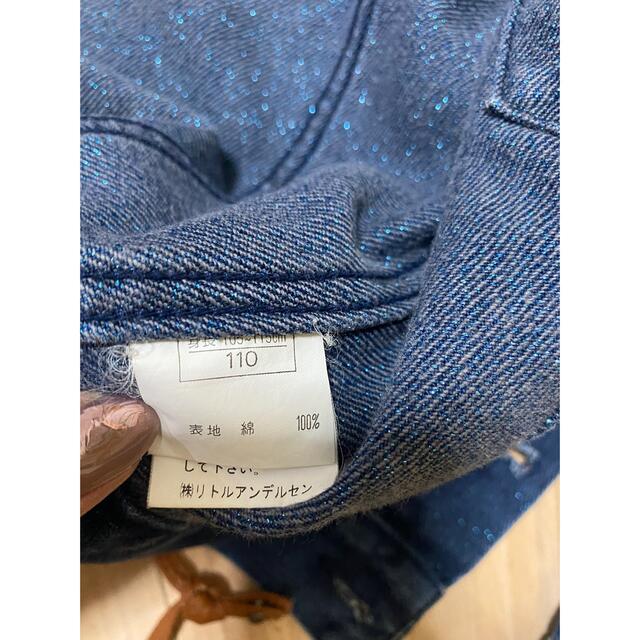 身長 105~115cm
110
表地 綿 100%
して下さい。
㈱リトルアンデルセン